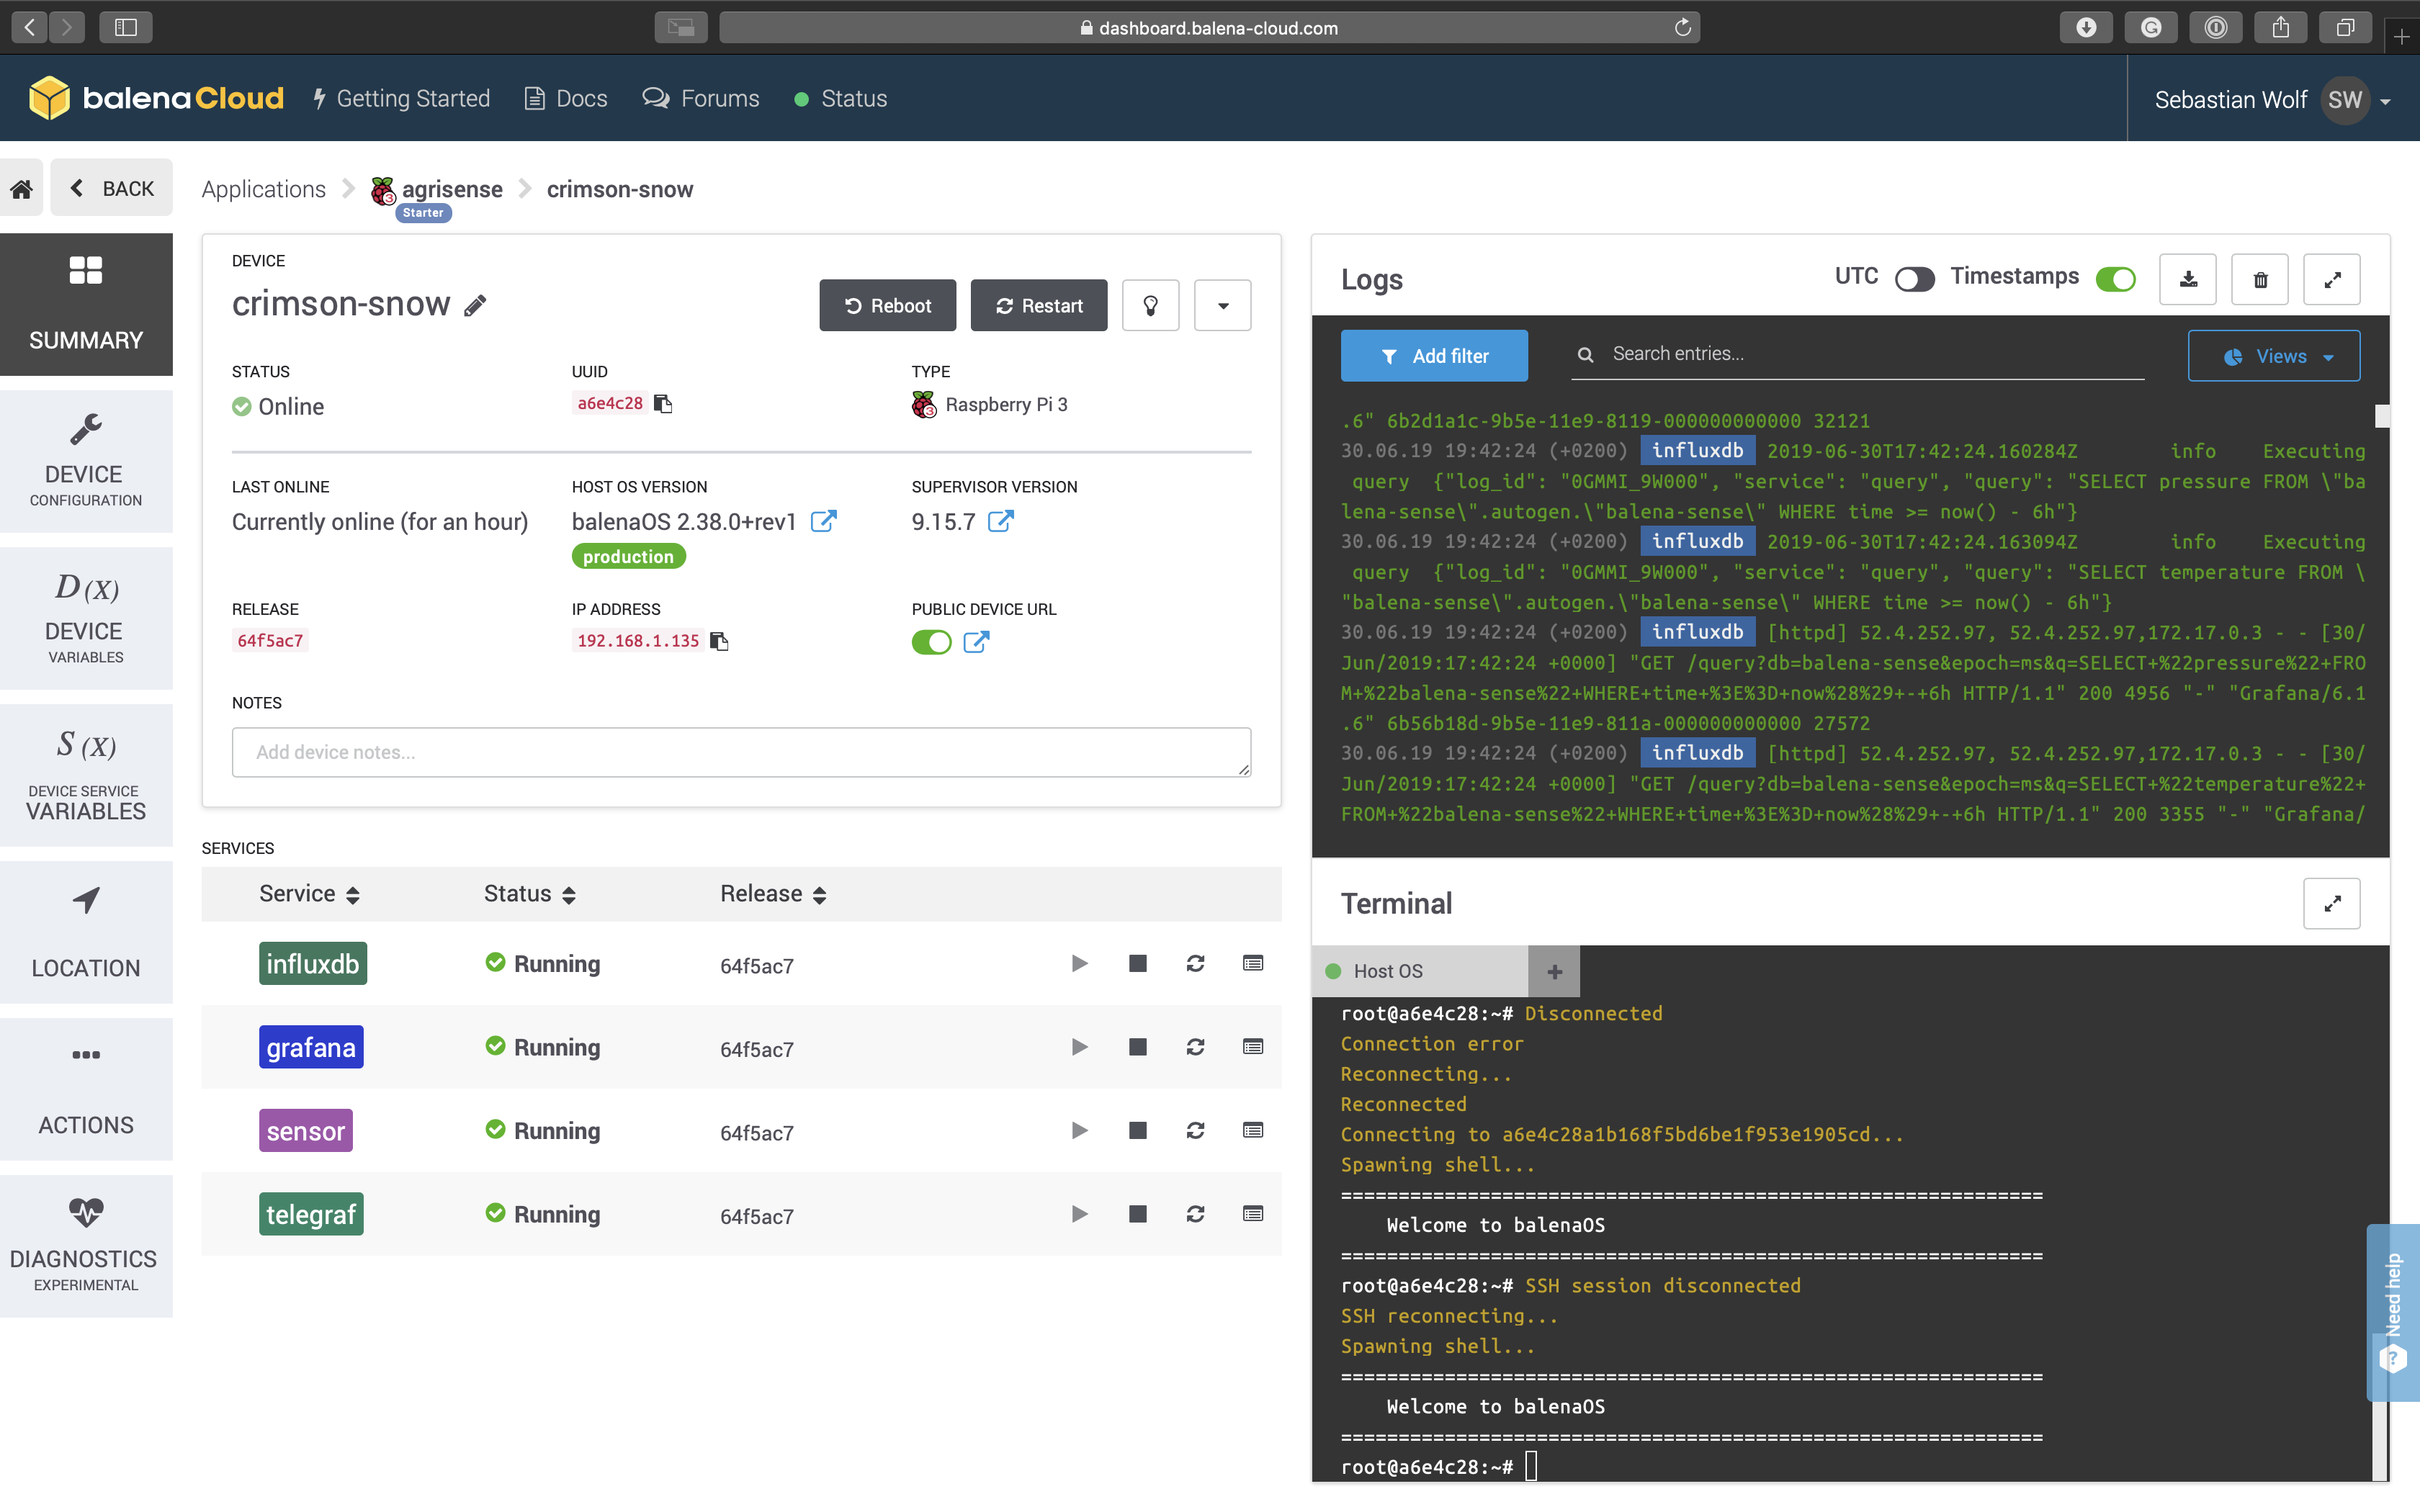 dashboard.balena-cloud.com
balenaCloud
Getting Started
Docs
Forums
Status
Sebastian Wolf
SW
BACK
Applications
agrisense
Starter
crimson-snow
SUMMARY
DEVICE
CONFIGURATION
D(X)
DEVICE
VARIABLES
S(X)
DEVICE SERVICE
VARIABLES
LOCATION
ACTIONS
DIAGNOSTICS
EXPERIMENTAL
DEVICE
crimson-snow
Reboot
Restart
STATUS
Online
UUID
a6e4c28
TYPE
Raspberry Pi 3
LAST ONLINE
Currently online (for an hour)
HOST OS VERSION
balenaOS 2.38.0+rev1
production
SUPERVISOR VERSION
9.15.7
RELEASE
64f5ac7
IP ADDRESS
192.168.1.135
PUBLIC DEVICE URL
NOTES
Add device notes...
SERVICES
Service Status Release
influxdb Running 64f5ac7
grafana Running 64f5ac7
sensor Running 64f5ac7
telegraf Running 64f5ac7
Logs
UTC
Timestamps
Add filter
Search entries...
Views
.6" 6b2d1a1c-9b5e-11e9-8119-000000000000 32121
30.06.19 19:42:24 (+0200) influxdb 2019-06-30T17:42:24.160284Z info Executing
query {"log_id": "0GMMI_9W000", "service": "query", "query": "SELECT pressure FROM \"ba
lena-sense\".autogen.\"balena-sense\" WHERE time >= now() - 6h"}
30.06.19 19:42:24 (+0200) influxdb 2019-06-30T17:42:24.163094Z info Executing
query {"log_id": "0GMMI_9W000", "service": "query", "query": "SELECT temperature FROM \
"balena-sense\".autogen.\"balena-sense\" WHERE time >= now() - 6h"}
30.06.19 19:42:24 (+0200) influxdb [httpd] 52.4.252.97, 52.4.252.97,172.17.0.3 - - [30/
Jun/2019:17:42:24 +0000] "GET /query?db=balena-sense&epoch=ms&q=SELECT+%22pressure%22+FRO
M+%22balena-sense%22+WHERE+time+%3E%3D+now%28%29+-+6h HTTP/1.1" 200 4956 "-" "Grafana/6.1
.6" 6b56b18d-9b5e-11e9-811a-000000000000 27572
30.06.19 19:42:24 (+0200) influxdb [httpd] 52.4.252.97, 52.4.252.97,172.17.0.3 - - [30/
Jun/2019:17:42:24 +0000] "GET /query?db=balena-sense&epoch=ms&q=SELECT+%22temperature%22+
FROM+%22balena-sense%22+WHERE+time+%3E%3D+now%28%29+-+6h HTTP/1.1" 200 3355 "-" "Grafana/
Terminal
Host OS
root@a6e4c28:~# Disconnected
Connection error
Reconnecting...
Reconnected
Connecting to a6e4c28a1b168f5bd6be1f953e1905cd...
Spawning shell...
=============================================================
Welcome to balenaOS
=============================================================
root@a6e4c28:~# SSH session disconnected
SSH reconnecting...
Spawning shell...
=============================================================
Welcome to balenaOS
=============================================================
root@a6e4c28:~#
Need help
?